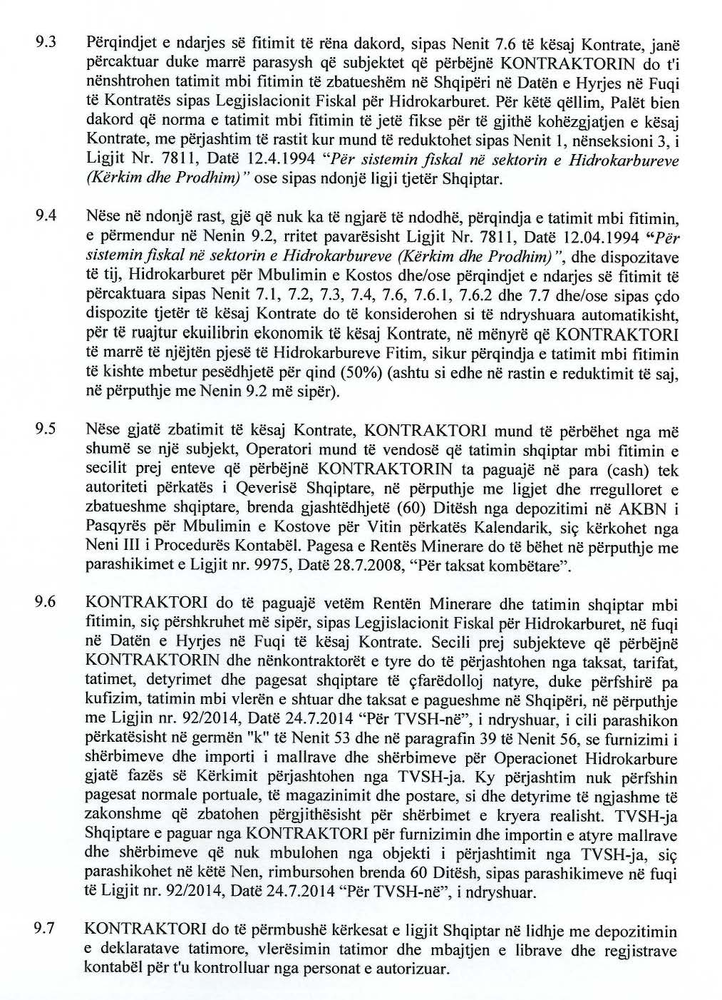 9.3 Përqindjet e ndarjes së fitimit të rëna dakord, sipas Nenit 7.6 të kësaj Kontrate, janë
përcaktuar duke marrë parasysh që subjektet që përbëjnë KONTRAKTORIN do t'i
nënshtrohen tatimit mbi fitimin të zbatueshëm në Shqipëri në Datën e Hyrjes në Fuqi
të Kontratës sipas Legjislacionit Fiskal për Hidrokarburet. Për këtë qëllim, Palët bien
dakord që norma e tatimit mbi fitimin të jetë fikse për të gjithë kohëzgjatjen e kësaj
Kontrate, me përjashtim të rastit kur mund të reduktohet sipas Nenit 1, nënseksioni 3, i
Ligjit Nr. 7811, Datë 12.4.1994 “Për sistemin fiskal në sektorin e Hidrokarbureve
(Kërkim dhe Prodhim)” ose sipas ndonjë ligji tjetër Shqiptar.
9.4 Nëse në ndonjë rast, gjë që nuk ka të ngjarë të ndodhë, përqindja e tatimit mbi fitimin,
e përmendur në Nenin 9.2, rritet pavarësisht Ligjit Nr. 7811, Datë 12.04.1994 “Për
sistemin fiskal në sektorin e Hidrokarbureve (Kërkim dhe Prodhim)”, dhe dispozitave
të tij, Hidrokarburet për Mbulimin e Kostos dhe/ose përqindjet e ndarjes së fitimit të
përcaktuara sipas Nenit 7.1, 7.2, 7.3, 7.4, 7.6, 7.6.1, 7.6.2 dhe 7.7 dhe/ose sipas çdo
dispozite tjetër të kësaj Kontrate do të konsiderohen si të ndryshuara automatikisht,
për të ruajtur ekuilibrin ekonomik të kësaj Kontrate, në mënyrë që KONTRAKTORI
të marrë të njëjtën pjesë të Hidrokarbureve Fitim, sikur përqindja e tatimit mbi fitimin
të kishte mbetur pesëdhjetë për qind (50%) (ashtu si edhe në rastin e reduktimit të saj,
në përputhje me Nenin 9.2 më sipër).
9.5 Nëse gjatë zbatimit të kësaj Kontrate, KONTRAKTORI mund të përbëhet nga më
shumë se një subjekt, Operatori mund të vendosë që tatimin shqiptar mbi fitimin e
secilit prej enteve që përbëjnë KONTRAKTORIN ta paguajë në para (cash) tek
autoriteti përkatës i Qeverisë Shqiptare, në përputhje me ligjet dhe rregulloret e
zbatueshme shqiptare, brenda gjashtëdhjetë (60) Ditësh nga depozitimi në AKBN i
Pasqyrës për Mbulimin e Kostove për Vitin përkatës Kalendarik, siç kërkohet nga
Neni III i Procedurës Kontabël. Pagesa e Rentës Minerare do të bëhet në përputhje me
parashikimet e Ligjit nr. 9975, Datë 28.7.2008, “Për taksat kombëtare”.
9.6 KONTRAKTORI do të paguajë vetëm Rentën Minerare dhe tatimin shqiptar mbi
fitimin, siç përshkruhet më sipër, sipas Legjislacionit Fiskal për Hidrokarburet, në fuqi
në Datën e Hyrjes në Fuqi të kësaj Kontrate. Secili prej subjekteve që përbëjnë
KONTRAKTORIN dhe nënkontraktorët e tyre do të përjashtohen nga taksat, tarifat,
tatimet, detyrimet dhe pagesat shqiptare të çfarëdolloj natyre, duke përfshirë pa
kufizim, tatimin mbi vlerën e shtuar dhe taksat e pagueshme në Shqipëri, në përputhje
me Ligjin nr. 92/2014, Datë 24.7.2014 “Për TVSH-në”, i ndryshuar, i cili parashikon
përkatësisht në germën "k" të Nenit 53 dhe në paragrafin 39 të Nenit 56, se furnizimi i
shërbimeve dhe importi i mallrave dhe shërbimeve për Operacionet Hidrokarbure
gjatë fazës së Kërkimit përjashtohen nga TVSH-ja. Ky përjashtim nuk përfshin
pagesat normale portuale, të magazinimit dhe postare, si dhe detyrime të ngjashme të
zakonshme që zbatohen përgjithësisht për shërbimet e kryera realisht. TVSH-ja
Shqiptare e paguar nga KONTRAKTORI për furnizimin dhe importin e atyre mallrave
dhe shërbimeve që nuk mbulohen nga objekti i përjashtimit nga TVSH-ja, siç
parashikohet në këtë Nen, rimbursohen brenda 60 Ditësh, sipas parashikimeve në fuqi
të Ligjit nr. 92/2014, Datë 24.7.2014 “Për TVSH-në”, i ndryshuar.
9.7 KONTRAKTORI do të përmbushë kërkesat e ligjit Shqiptar në lidhje me depozitimin
e deklaratave tatimore, vlerësimin tatimor dhe mbajtjen e librave dhe regjistrave
kontabël për t'u kontrolluar nga personat e autorizuar.